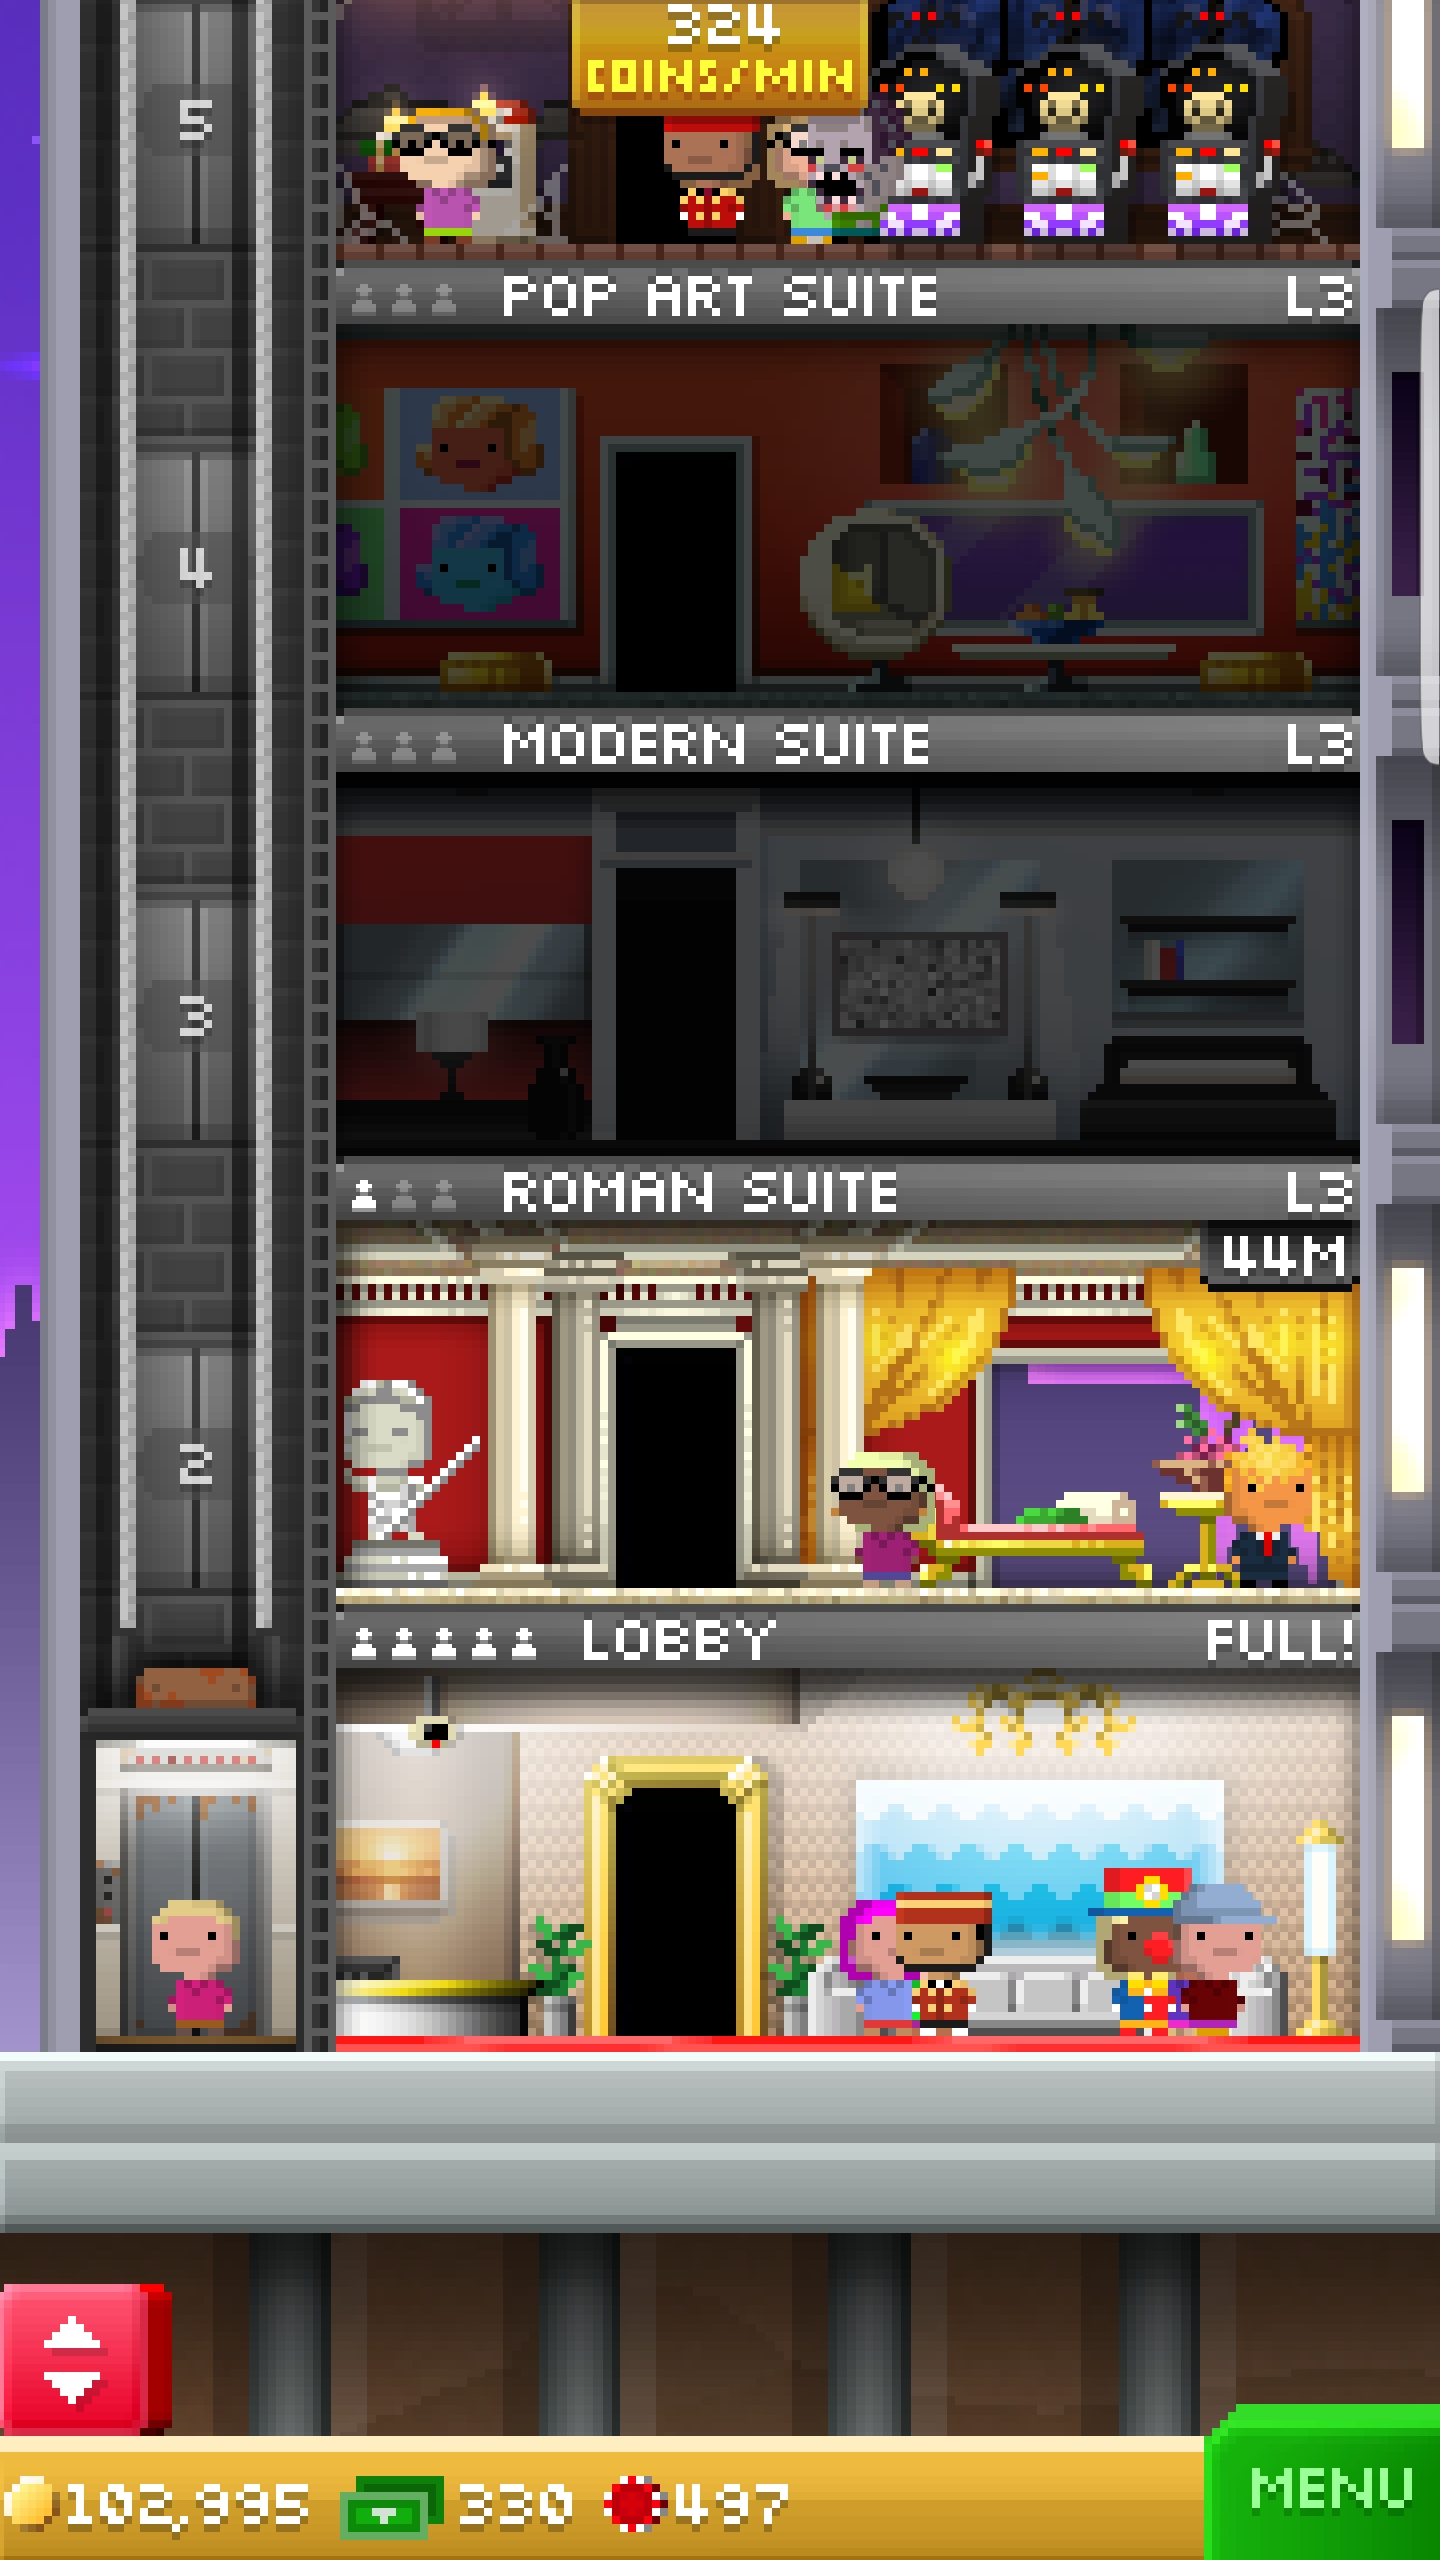 324
COINS/MIN
5
POP ART SUITE L3
4
MODERN SUITE L3
3
ROMAN SUITE L3
44M
2
LOBBY FULL!
102,995 330 497
MENU